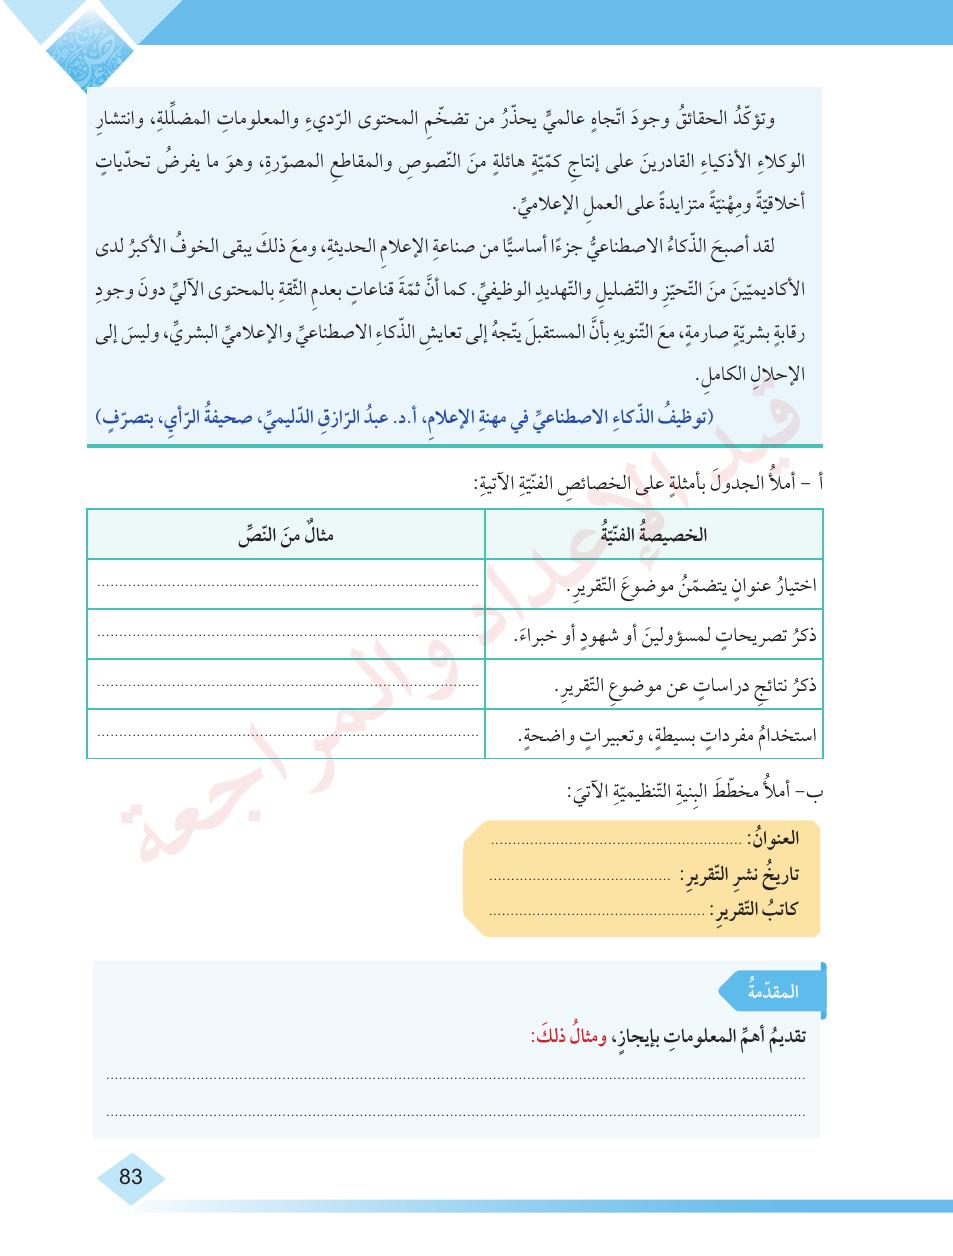 وتؤكّدُ الحقائقُ وجودَ اتّجاهٍ عالميٍّ يحذّرُ من تضخّمِ المحتوى الرّديءِ والمعلوماتِ المضلِّلةِ، وانتشارِ
الوكلاءِ الأذكياءِ القادرينَ على إنتاجِ كمّيّةٍ هائلةٍ منَ النّصوصِ والمقاطعِ المصوّرةِ، وهوَ ما يفرضُ تحدّياتٍ
أخلاقيّةً ومِهْنيّةً متزايدةً على العملِ الإعلاميِّ.
لقد أصبحَ الذّكاءُ الاصطناعيُّ جزءًا أساسيًّا من صناعةِ الإعلامِ الحديثةِ، ومعَ ذلكَ يبقى الخوفُ الأكبرُ لدى
الأكاديميّينَ منَ التّحيّزِ والتّضليلِ والتّهديدِ الوظيفيِّ. كما أنَّ ثمّةَ قناعاتٍ بعدمِ الثّقةِ بالمحتوى الآليِّ دونَ وجودِ
رقابةٍ بشريّةٍ صارمةٍ، معَ التّنويهِ بأنَّ المستقبلَ يتّجهُ إلى تعايشِ الذّكاءِ الاصطناعيِّ والإعلاميِّ البشريِّ، وليسَ إلى
الإحلالِ الكاملِ.
(توظيفُ الذّكاءِ الاصطناعيِّ في مهنةِ الإعلامِ، أ.د. عبدُ الرّازقِ الدّليميِّ، صحيفةُ الرّأيِ، بتصرّفٍ)
أ - أملأُ الجدولَ بأمثلةٍ على الخصائصِ الفنّيّةِ الآتيةِ:
الخصيصةُ الفنّيّةُ مثالٌ منَ النّصِّ
اختيارُ عنوانٍ يتضمّنُ موضوعَ التّقريرِ.
ذكرُ تصريحاتٍ لمسؤولينَ أو شهودٍ أو خبراءَ.
ذكرُ نتائجِ دراساتٍ عن موضوعِ التّقريرِ.
استخدامُ مفرداتٍ بسيطةٍ، وتعبيراتٍ واضحةٍ.
ب- أملأُ مخطّطَ البِنيةِ التّنظيميّةِ الآتيَ:
العنوانُ:
تاريخُ نشرِ التّقريرِ:
كاتبُ التّقريرِ:
المقدّمةُ
تقديمُ أهمِّ المعلوماتِ بإيجازٍ، ومثالُ ذلكَ:
83
قيد الإعداد والمراجعة